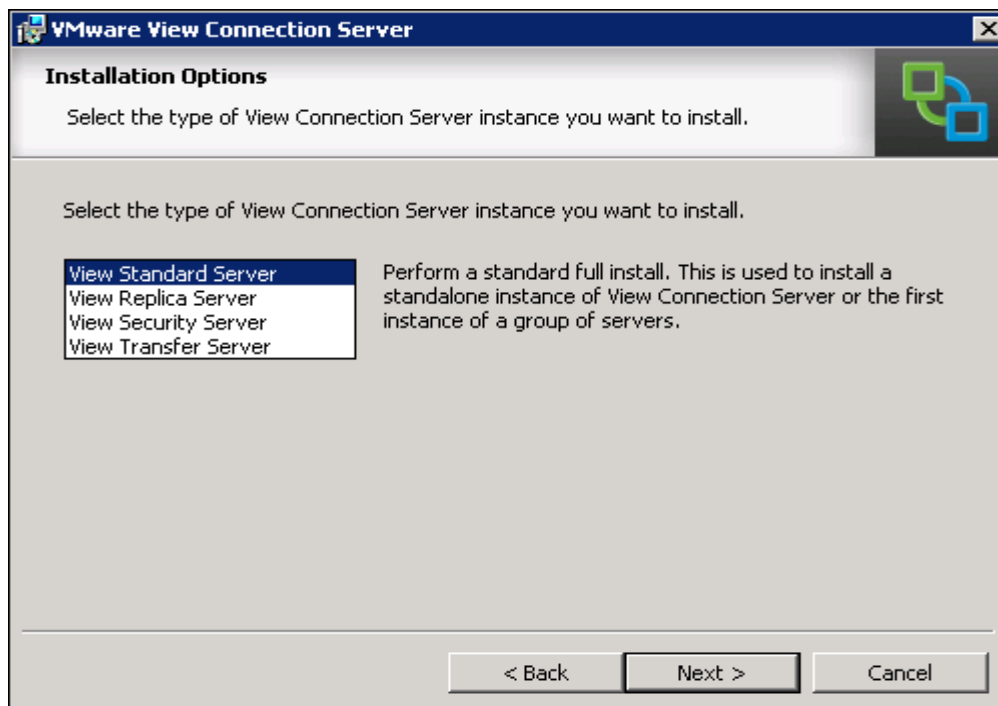 VMware View Connection Server
Installation Options
Select the type of View Connection Server instance you want to install.
Select the type of View Connection Server instance you want to install.
View Standard Server
View Replica Server
View Security Server
View Transfer Server
Perform a standard full install. This is used to install a
standalone instance of View Connection Server or the first
instance of a group of servers.
< Back
Next >
Cancel